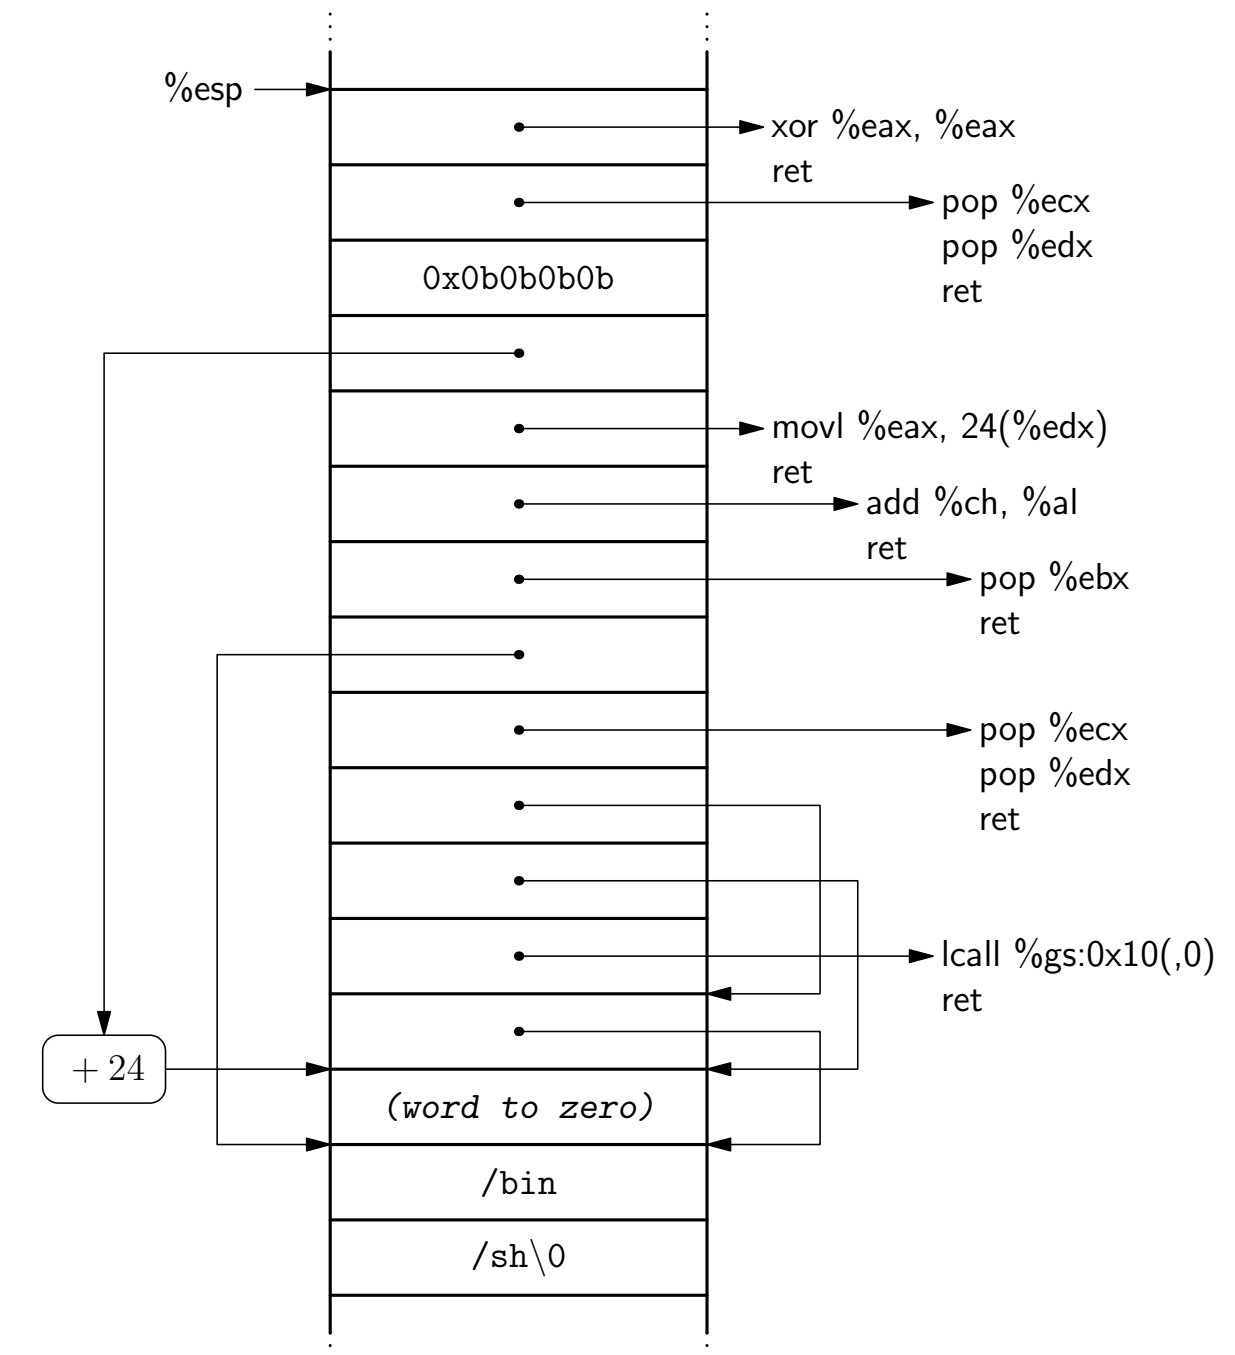 %esp
xor %eax, %eax
ret
pop %ecx
pop %edx
ret
0x0b0b0b0b
movl %eax, 24(%edx)
ret
add %ch, %al
ret
pop %ebx
ret
pop %ecx
pop %edx
ret
lcall %gs:0x10(,0)
ret
+ 24
(word to zero)
/bin
/sh\0